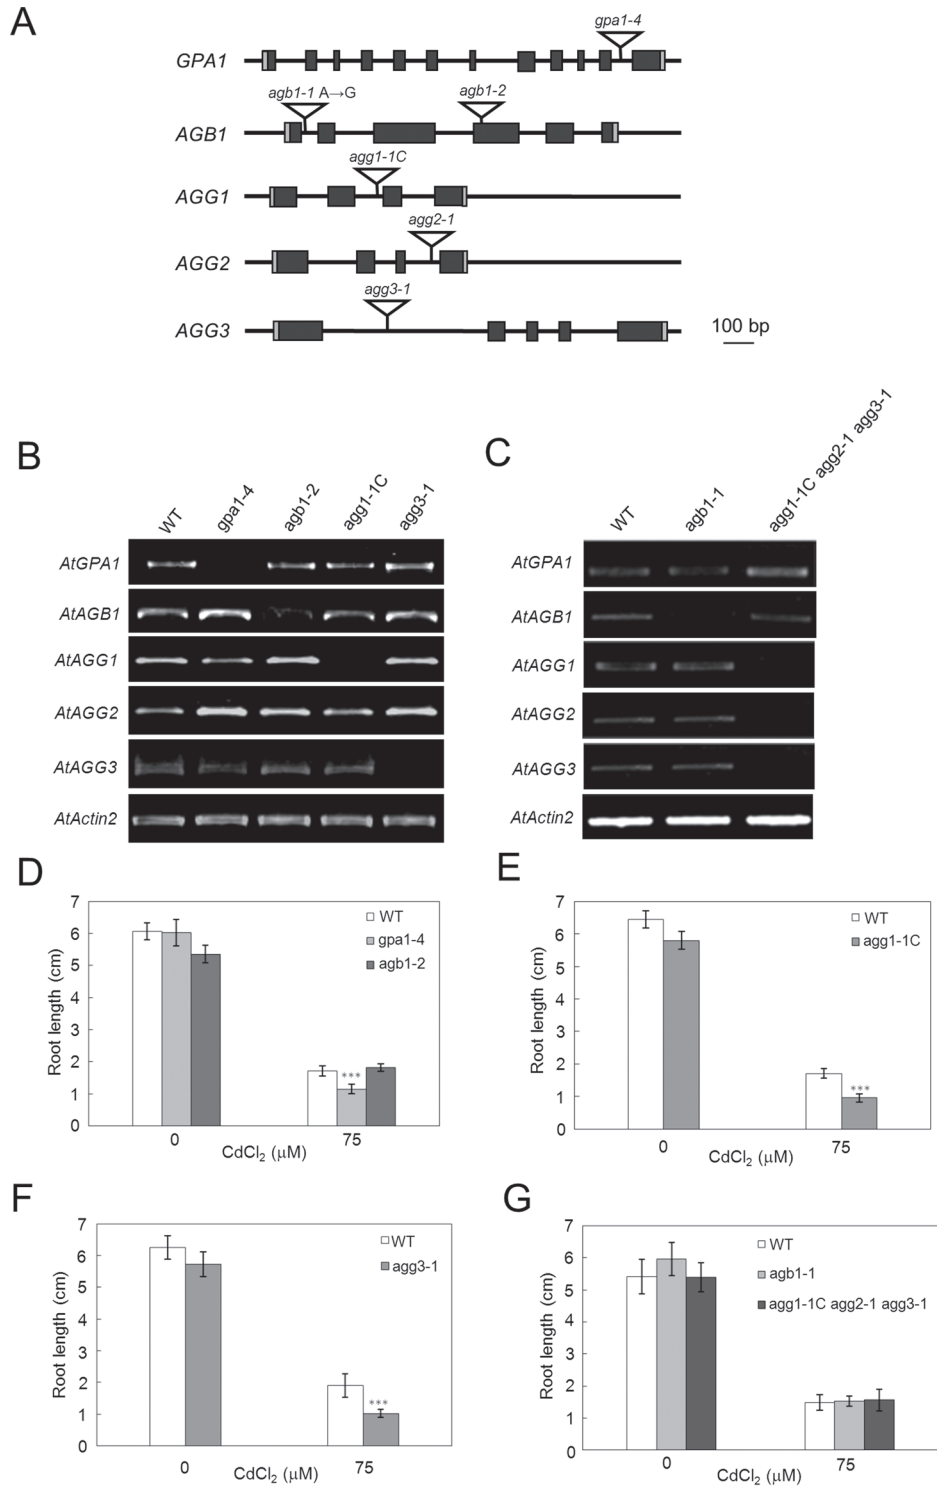 A
gpa1-4
GPA1
agb1-1 A→G
agb1-2
AGB1
agg1-1C
AGG1
agg2-1
AGG2
agg3-1
AGG3
100 bp
B
WT
gpa1-4
agb1-2
agg1-1C
agg3-1
AtGPA1
AtAGB1
AtAGG1
AtAGG2
AtAGG3
AtActin2
C
WT
agb1-1
agg1-1C agg2-1 agg3-1
AtGPA1
AtAGB1
AtAGG1
AtAGG2
AtAGG3
AtActin2
D
Root length (cm)
7
6
5
4
3
2
1
0
WT
gpa1-4
agb1-2
***
0
75
CdCl₂ (µM)
E
Root length (cm)
7
6
5
4
3
2
1
0
WT
agg1-1C
***
0
75
CdCl₂ (µM)
F
Root length (cm)
7
6
5
4
3
2
1
0
WT
agg3-1
***
0
75
CdCl₂ (µM)
G
Root length (cm)
7
6
5
4
3
2
1
0
WT
agb1-1
agg1-1C agg2-1 agg3-1
0
75
CdCl₂ (µM)